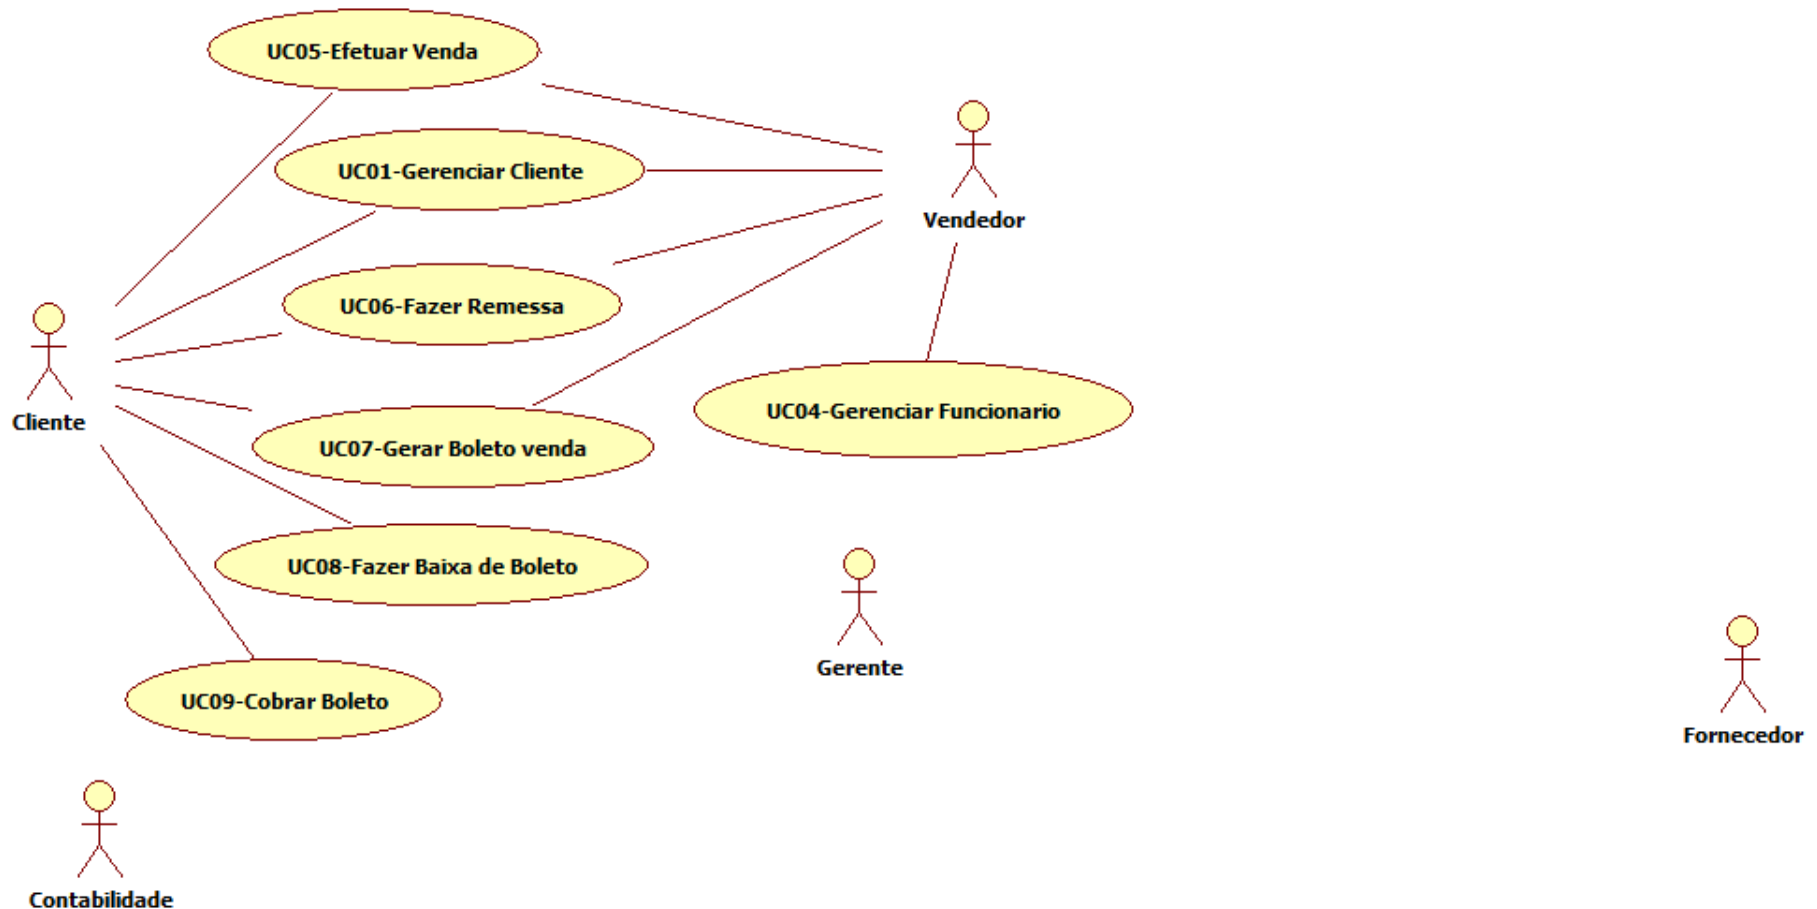 UC05-Efetuar Venda
UC01-Gerenciar Cliente
Vendedor
UC06-Fazer Remessa
Cliente
UC04-Gerenciar Funcionario
UC07-Gerar Boleto venda
UC08-Fazer Baixa de Boleto
Gerente
UC09-Cobrar Boleto
Fornecedor
Contabilidade